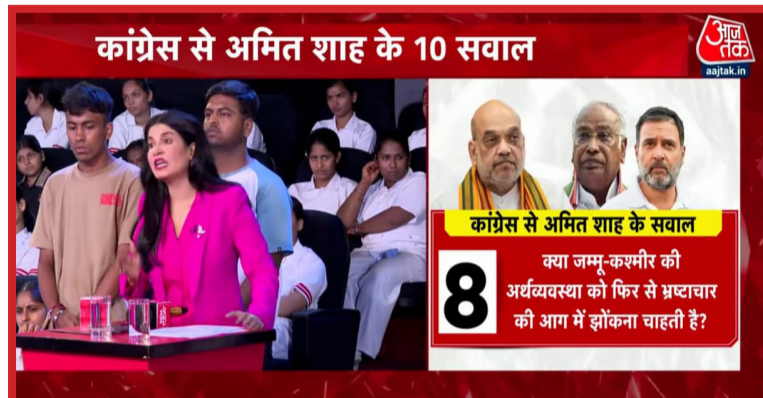 कांग्रेस से अमित शाह के 10 सवाल
आज
तक
aajtak.in
कांग्रेस से अमित शाह के सवाल
8
क्या जम्मू-कश्मीर की
अर्थव्यवस्था को फिर से भ्रष्टाचार
की आग में झोंकना चाहती है?